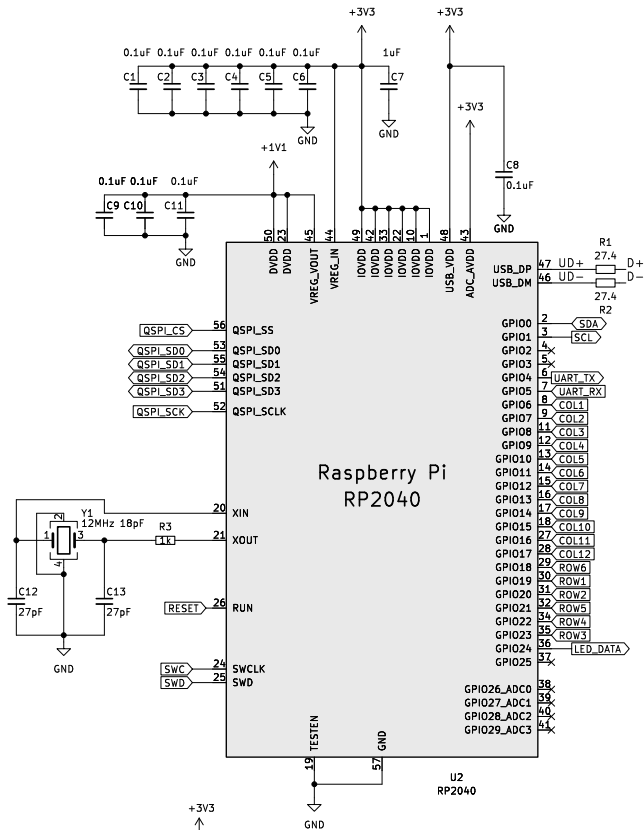 +3V3 +3V3
0.1uF 0.1uF 0.1uF 0.1uF 0.1uF 0.1uF 1uF
C1 C2 C3 C4 C5 C6 C7
+3V3
GND GND
+1V1
C8
0.1uF
0.1uF 0.1uF 0.1uF
C9 C10 C11
GND
GND
50 23 45 44 49 42 33 22 10 1 48 43
DVDD DVDD VREG_VOUT VREG_IN IOVDD IOVDD IOVDD IOVDD IOVDD IOVDD USB_VDD ADC_AVDD
R1
USB_DP 47 UD+ 27.4 D+
USB_DM 46 UD- D-
27.4
R2
QSPI_CS 56 QSPI_SS
QSPI_SD0 53 QSPI_SD0
QSPI_SD1 55 QSPI_SD1
QSPI_SD2 54 QSPI_SD2
QSPI_SD3 51 QSPI_SD3
QSPI_SCK 52 QSPI_SCLK
GPIO0 2 SDA
GPIO1 3 SCL
GPIO2 4
GPIO3 5
GPIO4 6 UART_TX
GPIO5 7 UART_RX
GPIO6 8 COL1
GPIO7 9 COL2
GPIO8 11 COL3
GPIO9 12 COL4
GPIO10 13 COL5
GPIO11 14 COL6
GPIO12 15 COL7
GPIO13 16 COL8
GPIO14 17 COL9
GPIO15 18 COL10
GPIO16 27 COL11
GPIO17 28 COL12
GPIO18 29 ROW6
GPIO19 30 ROW1
GPIO20 31 ROW2
GPIO21 32 ROW5
GPIO22 34 ROW4
GPIO23 35 ROW3
GPIO24 36 LED_DATA
GPIO25 37
GPIO26_ADC0 38
GPIO27_ADC1 39
GPIO28_ADC2 40
GPIO29_ADC3 41
Raspberry Pi
RP2040
20 XIN
Y1
12MHz 18pF
2
1 3
4
R3
1k
21 XOUT
C12
27pF
C13
27pF
GND
RESET 26 RUN
SWC 24 SWCLK
SWD 25 SWD
TESTEN GND
19 57
U2
RP2040
GND
+3V3